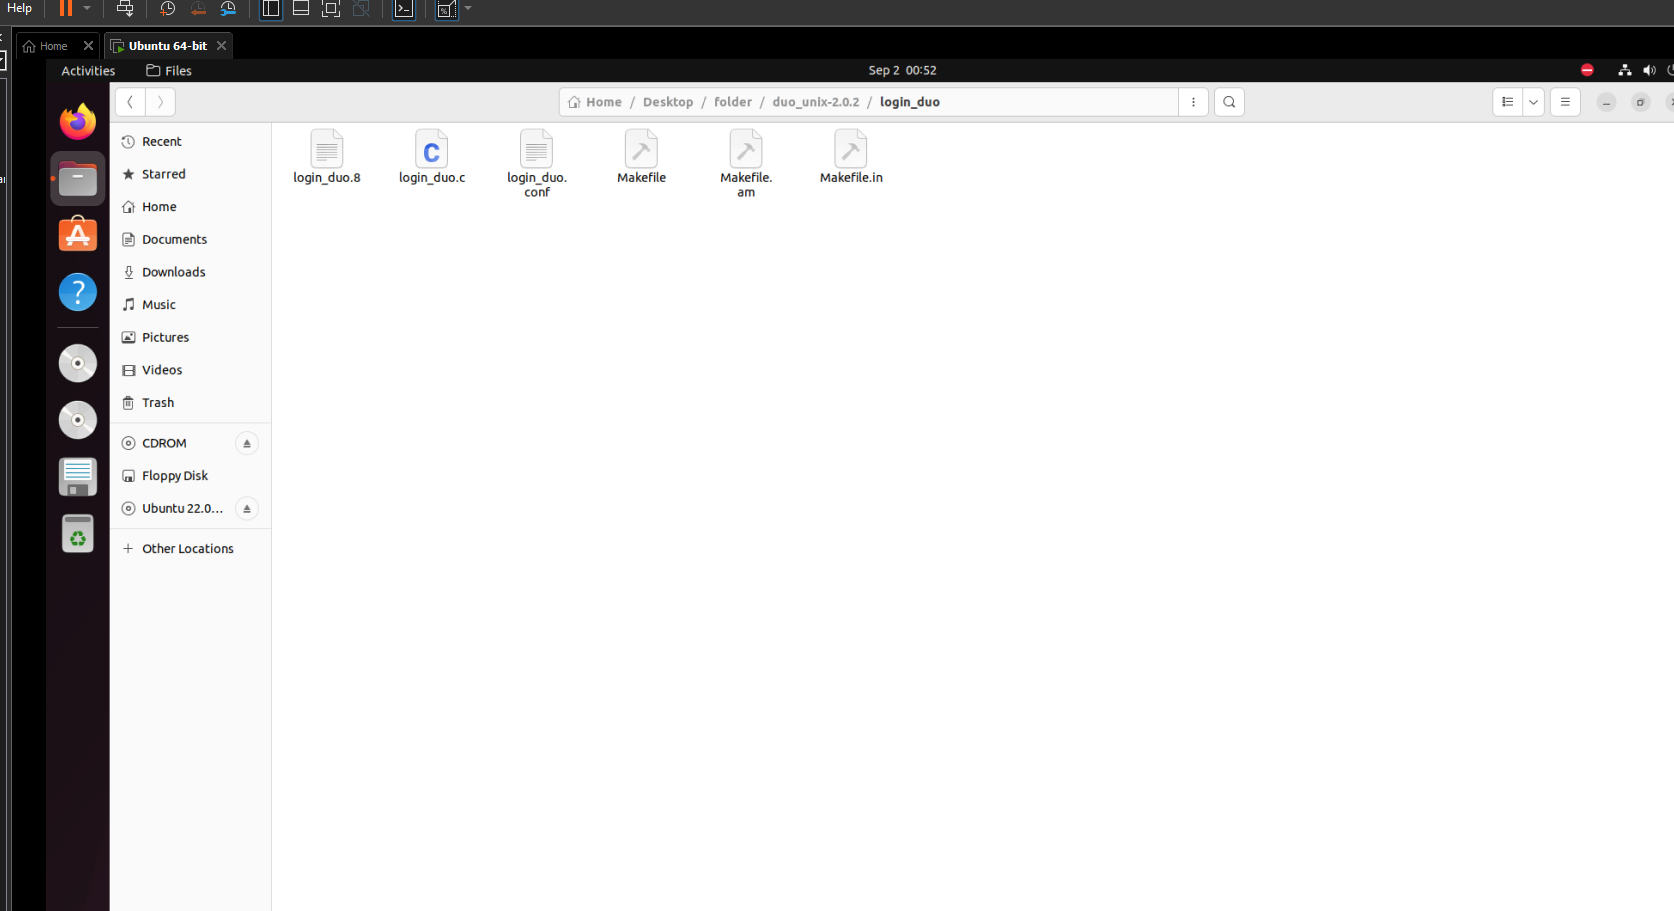 Help
Home
Ubuntu 64-bit
Activities
Files
Sep 2 00:52
Home / Desktop / folder / duo_unix-2.0.2 / login_duo
Recent
Starred
Home
Documents
Downloads
Music
Pictures
Videos
Trash
CDROM
Floppy Disk
Ubuntu 22.0...
Other Locations
login_duo.8
login_duo.c
login_duo.
conf
Makefile
Makefile.
am
Makefile.in